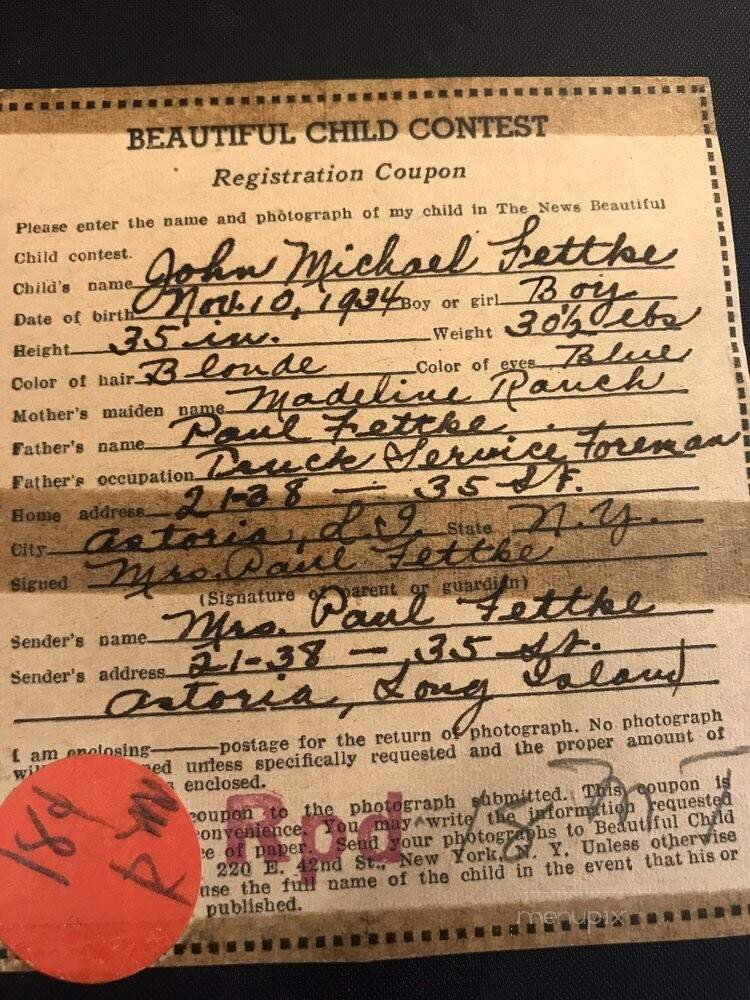 BEAUTIFUL CHILD CONTEST
Registration Coupon
Please enter the name and photograph of my child in The News Beautiful
Child contest.
Child's name John Michael Fettke
Date of birth Nov. 10, 1934 Boy or girl Boy
Height 35 in. Weight 30½ lbs
Color of hair Blonde Color of eyes Blue
Mother's maiden name Madeline Rauch
Father's name Paul Fettke
Father's occupation Truck Service Foreman
Home address 21-38 — 35 St.
City Astoria, L.I. State N.Y.
Signed Mrs. Paul Fettke
(Signature of parent or guardian)
Sender's name Mrs. Paul Fettke
Sender's address 21-38 — 35 St.
Astoria, Long Island
I am enclosing postage for the return of photograph. No photograph
unless specifically requested and the proper amount of
enclosed.
coupon to the photograph submitted. This coupon is
convenience. You may write the information requested
of paper. Send your photographs to Beautiful Child
220 E. 42nd St., New York, N. Y. Unless otherwise
use the full name of the child in the event that his or
published.
Rpd
184
menupix